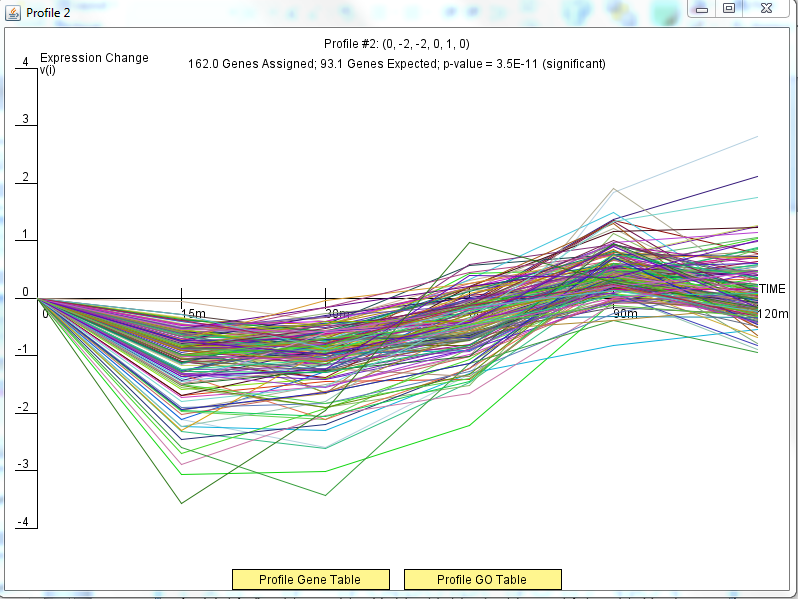 Profile 2
Profile #2: (0, -2, -2, 0, 1, 0)
162.0 Genes Assigned; 93.1 Genes Expected; p-value = 3.5E-11 (significant)
Expression Change
v(i)
4
3
2
1
0
-1
-2
-3
-4
0
15m
30m
90m
120m
TIME
Profile Gene Table
Profile GO Table